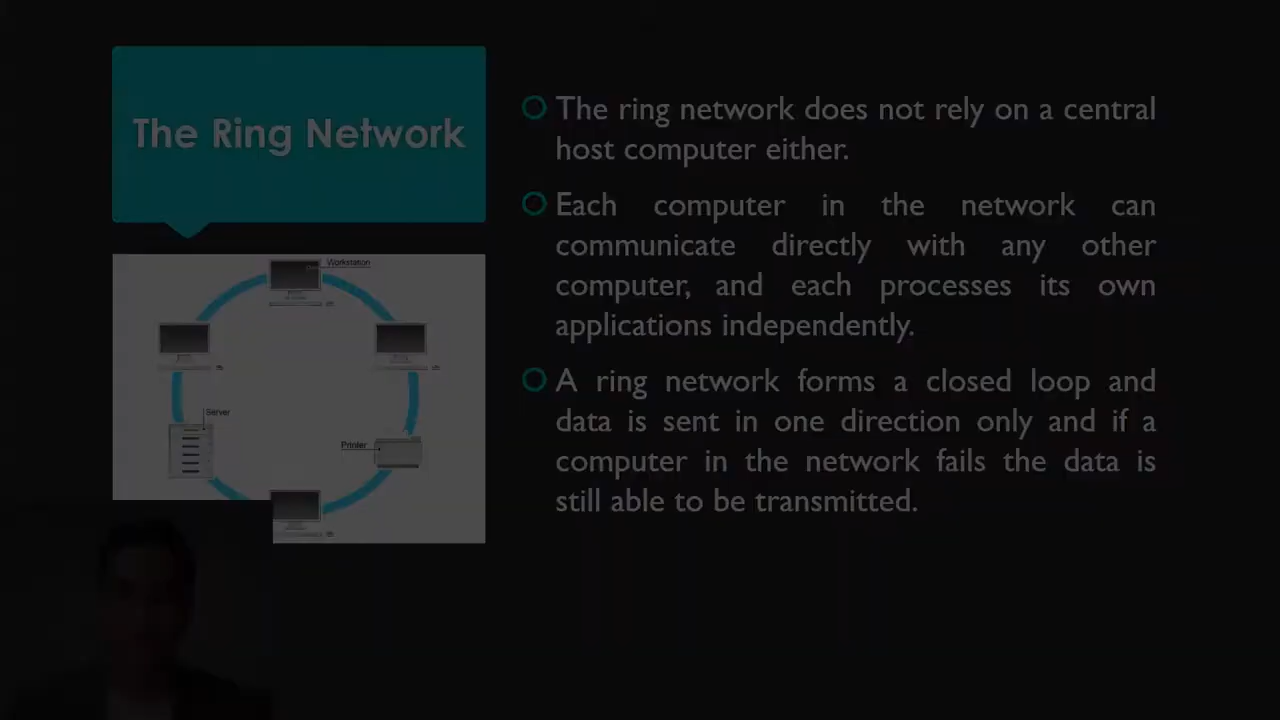 The Ring Network
The ring network does not rely on a central
host computer either.
Each computer in the network can
communicate directly with any other
computer, and each processes its own
applications independently.
A ring network forms a closed loop and
data is sent in one direction only and if a
computer in the network fails the data is
still able to be transmitted.
Workstation
Server
Printer